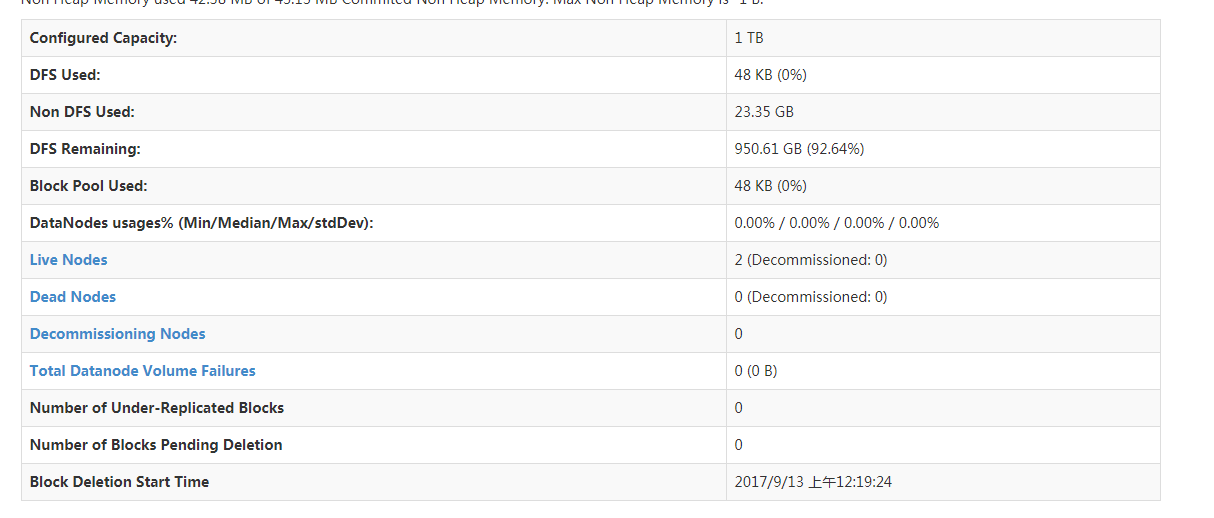 Non Heap Memory used 42.58 MB of 43.13 MB Commited Non Heap Memory. Max Non Heap Memory is -1 B.
Configured Capacity: 1 TB
DFS Used: 48 KB (0%)
Non DFS Used: 23.35 GB
DFS Remaining: 950.61 GB (92.64%)
Block Pool Used: 48 KB (0%)
DataNodes usages% (Min/Median/Max/stdDev): 0.00% / 0.00% / 0.00% / 0.00%
Live Nodes 2 (Decommissioned: 0)
Dead Nodes 0 (Decommissioned: 0)
Decommissioning Nodes 0
Total Datanode Volume Failures 0 (0 B)
Number of Under-Replicated Blocks 0
Number of Blocks Pending Deletion 0
Block Deletion Start Time 2017/9/13 上午12:19:24